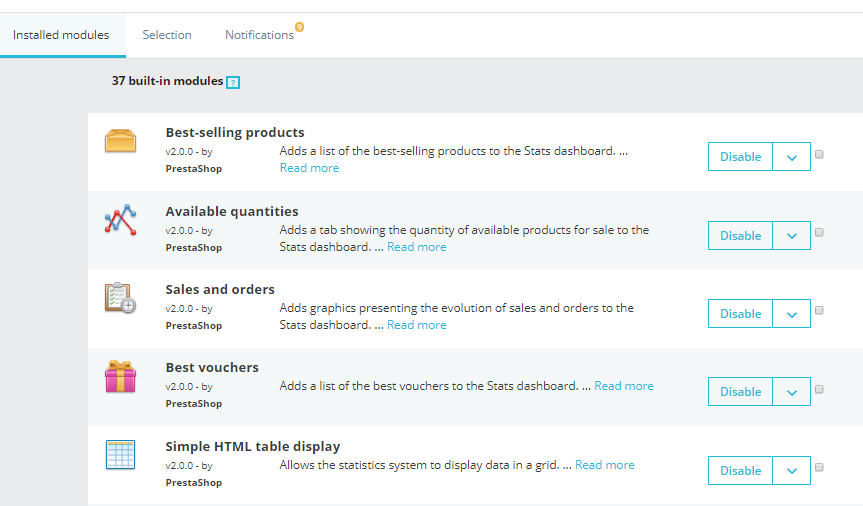 Installed modules Selection Notifications 9
37 built-in modules ?
Best-selling products
v2.0.0 - by
PrestaShop
Adds a list of the best-selling products to the Stats dashboard. ...
Read more
Disable
Available quantities
v2.0.0 - by
PrestaShop
Adds a tab showing the quantity of available products for sale to the
Stats dashboard. ... Read more
Disable
Sales and orders
v2.0.0 - by
PrestaShop
Adds graphics presenting the evolution of sales and orders to the
Stats dashboard. ... Read more
Disable
Best vouchers
v2.0.0 - by
PrestaShop
Adds a list of the best vouchers to the Stats dashboard. ... Read more
Disable
Simple HTML table display
v2.0.0 - by
PrestaShop
Allows the statistics system to display data in a grid. ... Read more
Disable